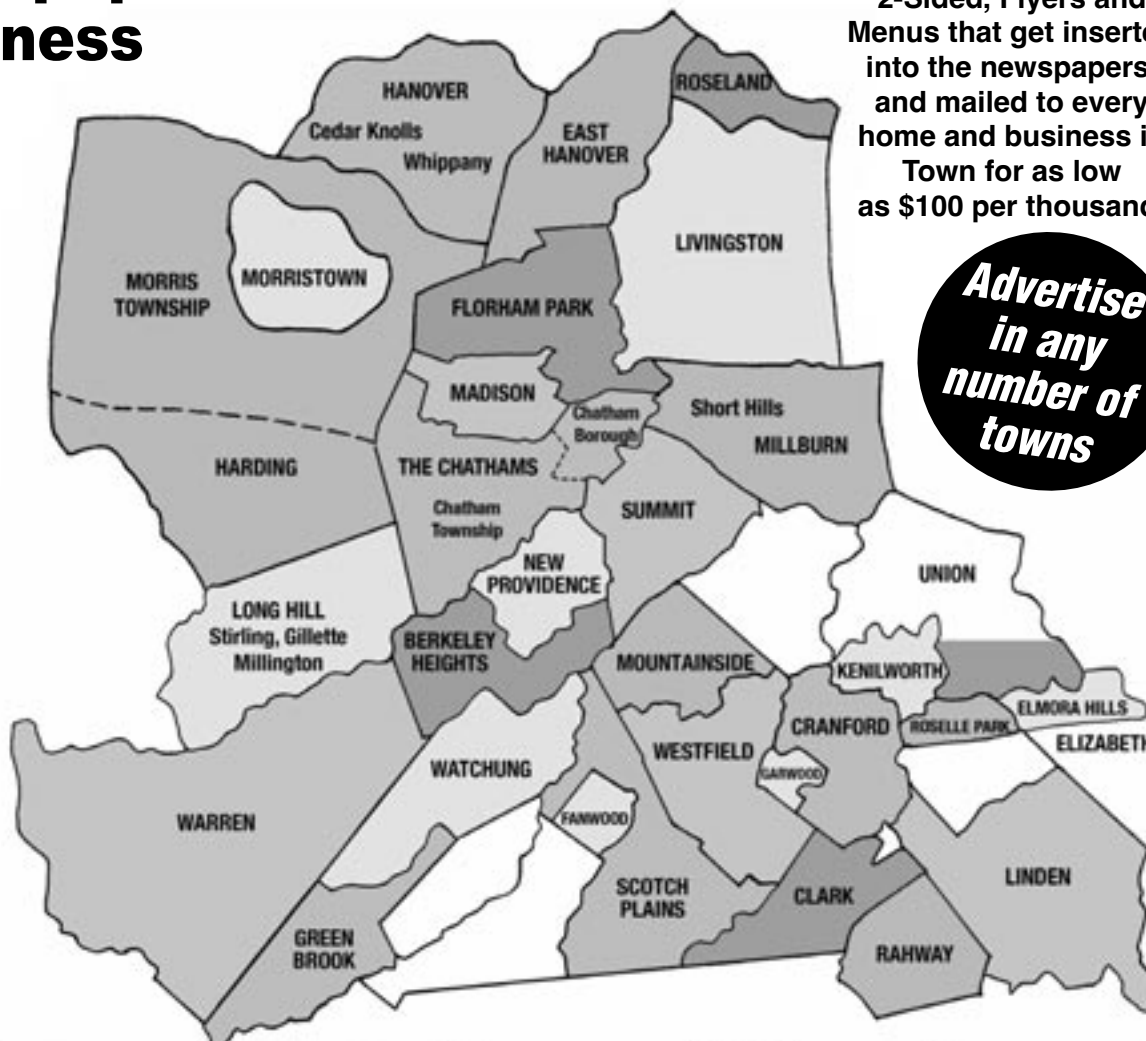 ness
2-Sided, Flyers and
Menus that get inserte
into the newspapers
and mailed to every
home and business i
Town for as low
as $100 per thousand
Advertise
in any
number of
towns
HANOVER
Cedar Knolls
Whippany
EAST
HANOVER
ROSELAND
LIVINGSTON
MORRIS
TOWNSHIP
MORRISTOWN
FLORHAM PARK
MADISON
Chatham
Borough
Short Hills
MILLBURN
HARDING
THE CHATHAMS
Chatham
Township
SUMMIT
NEW
PROVIDENCE
UNION
LONG HILL
Stirling, Gillette
Millington
BERKELEY
HEIGHTS
MOUNTAINSIDE
KENILWORTH
ELMORA HILLS
CRANFORD
ROSELLE PARK
ELIZABETH
WESTFIELD
GARWOOD
WATCHUNG
WARREN
FANWOOD
SCOTCH
PLAINS
CLARK
LINDEN
GREEN
BROOK
RAHWAY